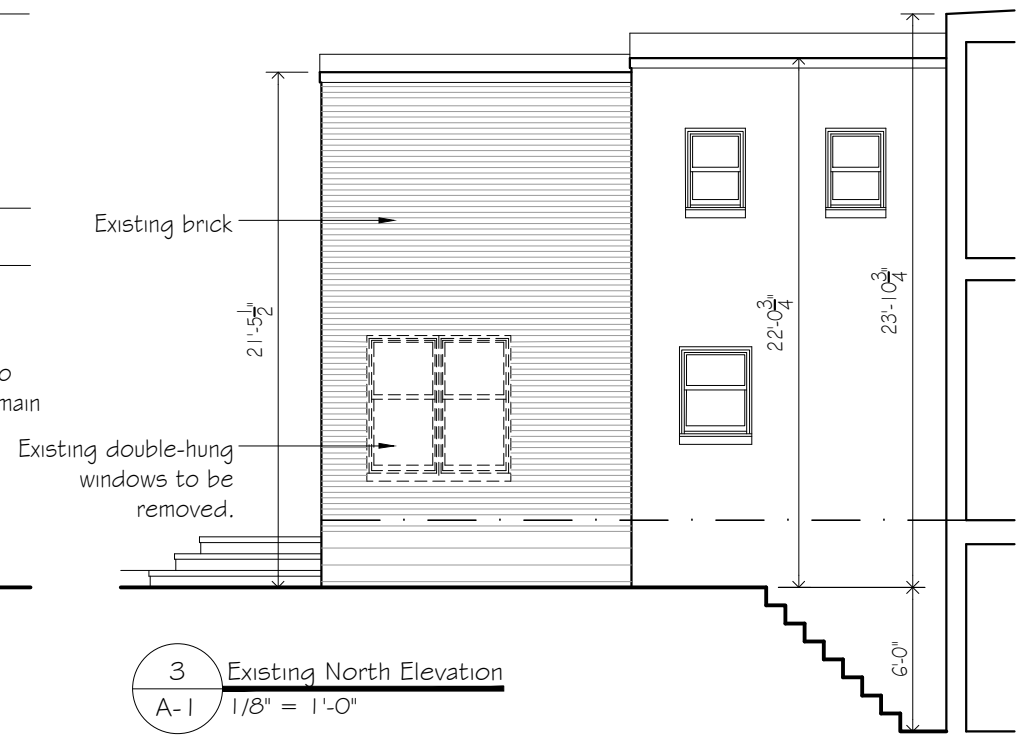 Existing brick
21'-5 1/2"
22'-0 3/4"
23'-10 3/4"
o
main
Existing double-hung
windows to be
removed.
6'-0"
3
Existing North Elevation
A-1
1/8" = 1'-0"